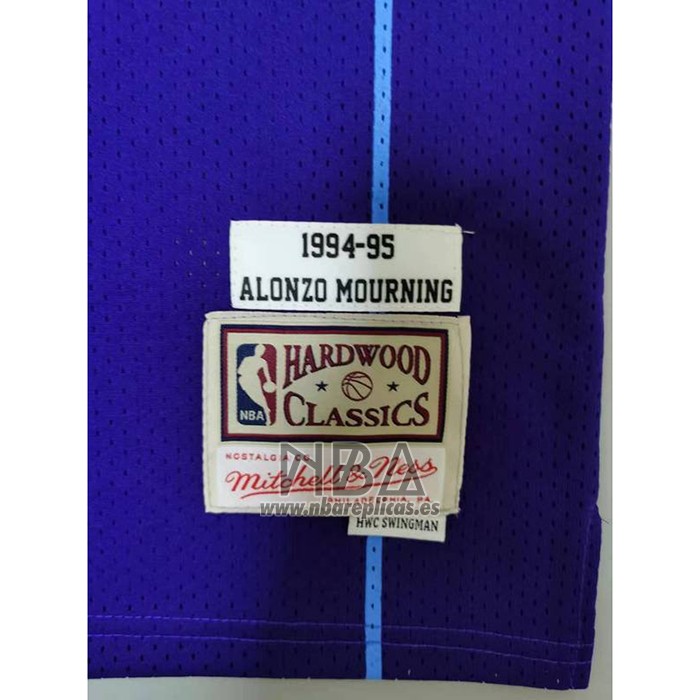 1994-95
ALONZO MOURNING
HARDWOOD
CLASSICS
NBA
NOSTALGIA CO.
Mitchell & Ness
PHILADELPHIA, PA
NBA
www.nbareplicas.es
HWC SWINGMAN